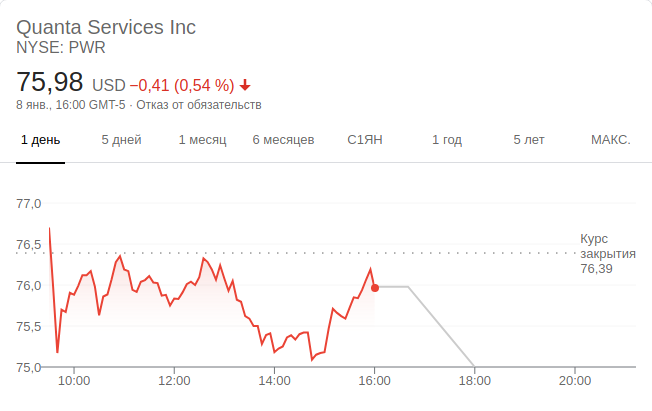 Quanta Services Inc
NYSE: PWR
75,98 USD −0,41 (0,54 %)
8 янв., 16:00 GMT-5 · Отказ от обязательств
1 день 5 дней 1 месяц 6 месяцев С1ЯН 1 год 5 лет МАКС.
77,0
76,5
76,0
75,5
75,0
Курс
закрытия
76,39
10:00 12:00 14:00 16:00 18:00 20:00